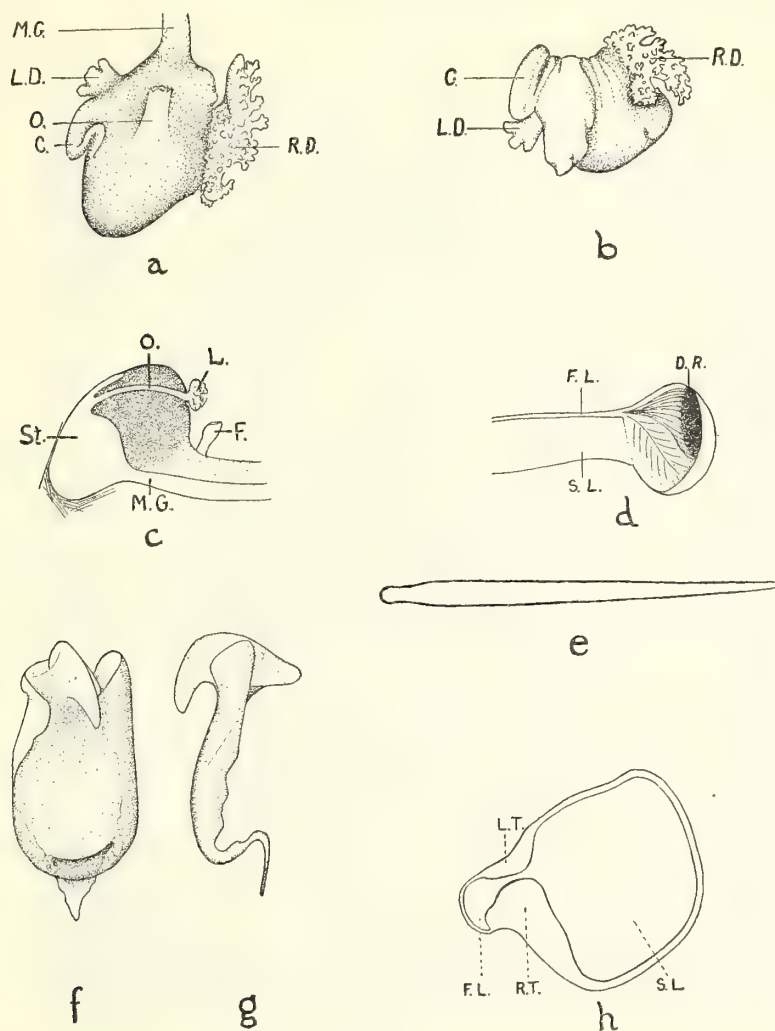 M.G.
L.D.
O.
C.
R.D.
a
C.
R.D.
L.D.
b
O.
L.
St.
F.
M.G.
c
D.R.
F.L.
S.L.
d
e
f
g
L.T.
F.L.
R.T.
S.L
h